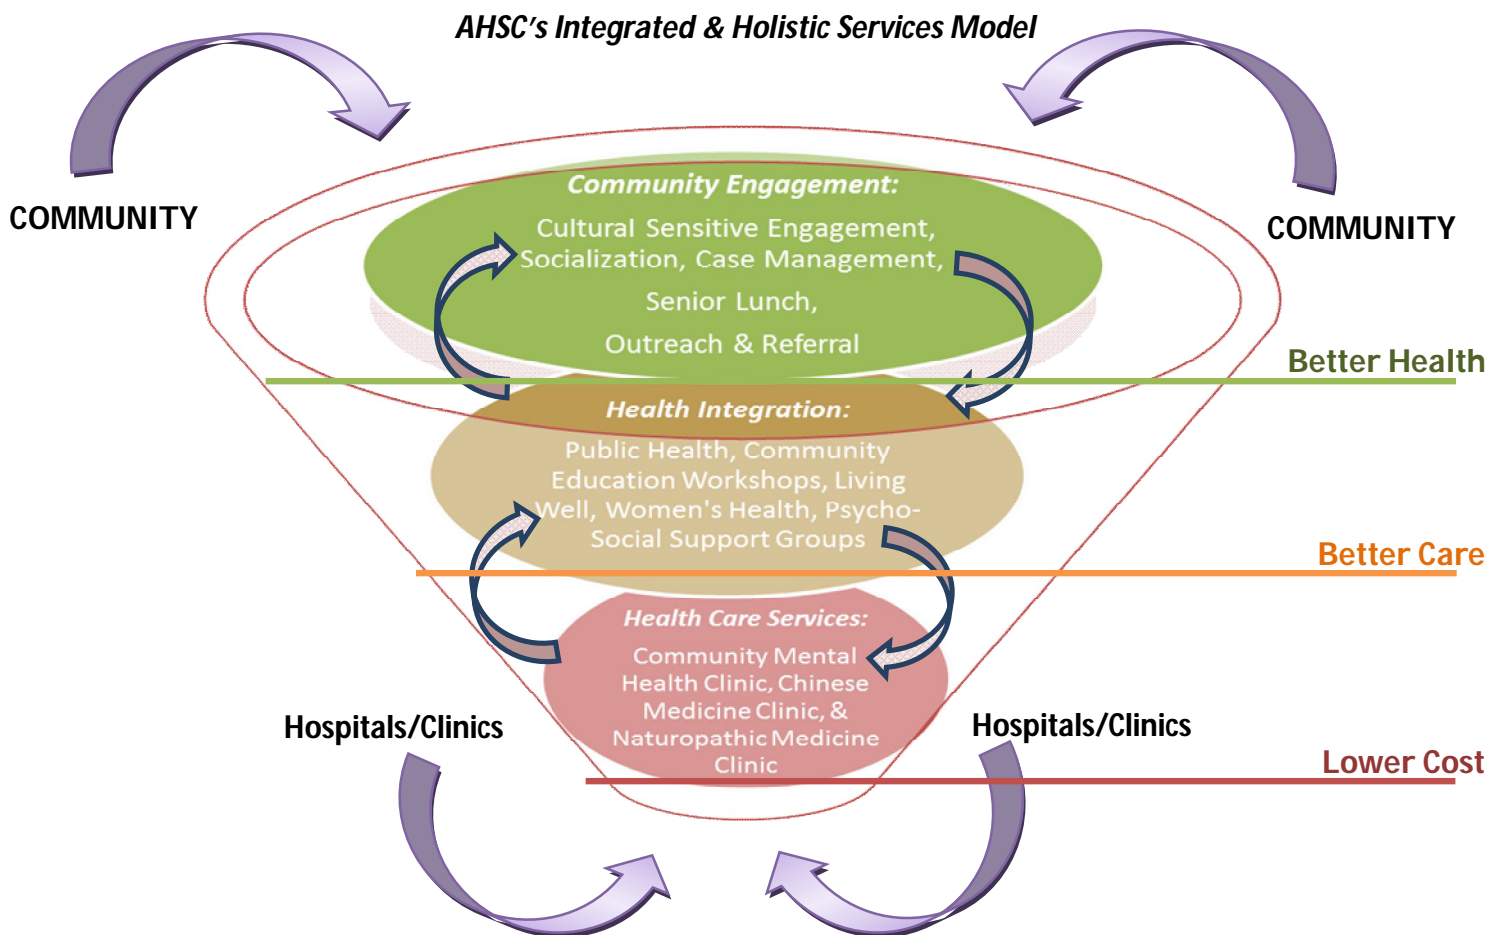 AHSC's Integrated & Holistic Services Model
COMMUNITY
COMMUNITY
Community Engagement:
Cultural Sensitive Engagement,
Socialization, Case Management,
Senior Lunch,
Outreach & Referral
Better Health
Health Integration:
Public Health, Community
Education Workshops, Living
Well, Women's Health, Psycho-
Social Support Groups
Better Care
Health Care Services:
Community Mental
Health Clinic, Chinese
Medicine Clinic, &
Naturopathic Medicine
Clinic
Hospitals/Clinics
Hospitals/Clinics
Lower Cost